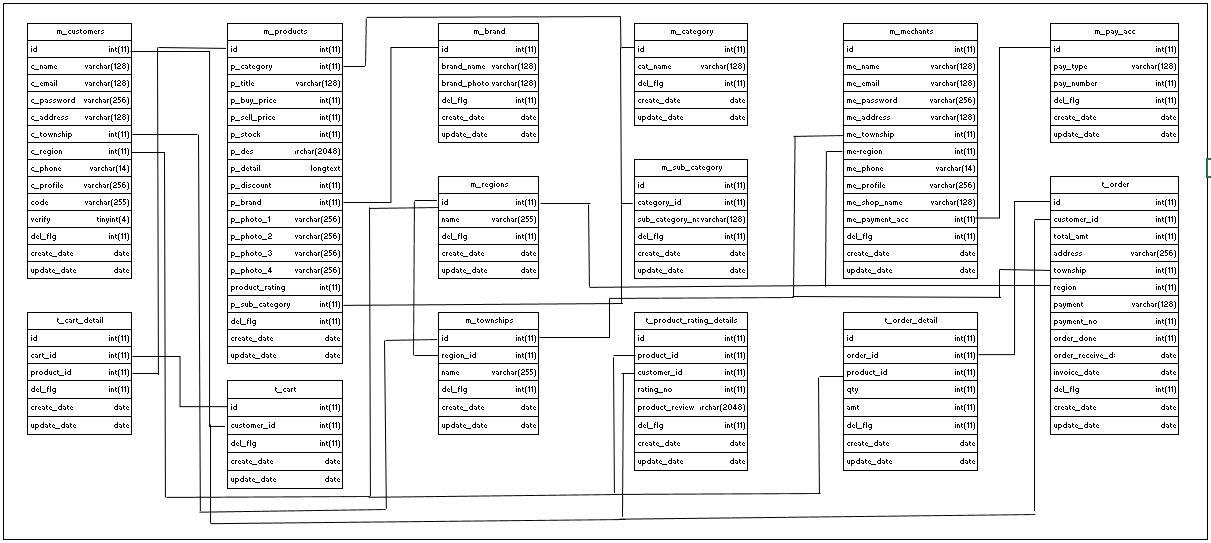 m_customers
id int(11)
c_name varchar(128)
c_email varchar(128)
c_password varchar(256)
c_address varchar(128)
c_township int(11)
c_region int(11)
c_phone varchar(14)
c_profile varchar(256)
code varchar(255)
verify tinyint(4)
del_flg int(11)
create_date date
update_date date
m_products
id int(11)
p_category int(11)
p_title varchar(128)
p_buy_price int(11)
p_sell_price int(11)
p_stock int(11)
p_des rchar(2048)
p_detail longtext
p_discount int(11)
p_brand int(11)
p_photo_1 varchar(256)
p_photo_2 varchar(256)
p_photo_3 varchar(256)
p_photo_4 varchar(256)
product_rating int(11)
p_sub_category int(11)
del_flg int(11)
create_date date
update_date date
m_brand
id int(11)
brand_name varchar(128)
brand_photo varchar(128)
del_flg int(11)
create_date date
update_date date
m_category
id int(11)
cat_name varchar(128)
del_flg int(11)
create_date date
update_date date
m_mechants
id int(11)
me_name varchar(128)
me_email varchar(128)
me_password varchar(256)
me_address varchar(128)
me_township int(11)
me-region int(11)
me_phone varchar(14)
me_profile varchar(256)
me_shop_name varchar(128)
me_payment_acc int(11)
del_flg int(11)
create_date date
update_date date
m_pay_acc
id int(11)
pay_type varchar(128)
pay_number int(11)
del_flg int(11)
create_date date
update_date date
m_regions
id int(11)
name varchar(255)
del_flg int(11)
create_date date
update_date date
m_sub_category
id int(11)
category_id int(11)
sub_category_na varchar(128)
del_flg int(11)
create_date date
update_date date
t_order
id int(11)
customer_id int(11)
total_amt int(11)
address varchar(256)
township int(11)
region int(11)
payment varchar(128)
payment_no int(11)
order_done int(11)
order_receive_d: date
invoice_date date
del_flg int(11)
create_date date
update_date date
t_cart_detail
id int(11)
cart_id int(11)
product_id int(11)
del_flg int(11)
create_date date
update_date date
t_cart
id int(11)
customer_id int(11)
del_flg int(11)
create_date date
update_date date
m_townships
id int(11)
region_id int(11)
name varchar(255)
del_flg int(11)
create_date date
update_date date
t_product_rating_details
id int(11)
product_id int(11)
customer_id int(11)
rating_no int(11)
product_review rchar(2048)
del_flg int(11)
create_date date
update_date date
t_order_detail
id int(11)
order_id int(11)
product_id int(11)
qty int(11)
amt int(11)
del_flg int(11)
create_date date
update_date date